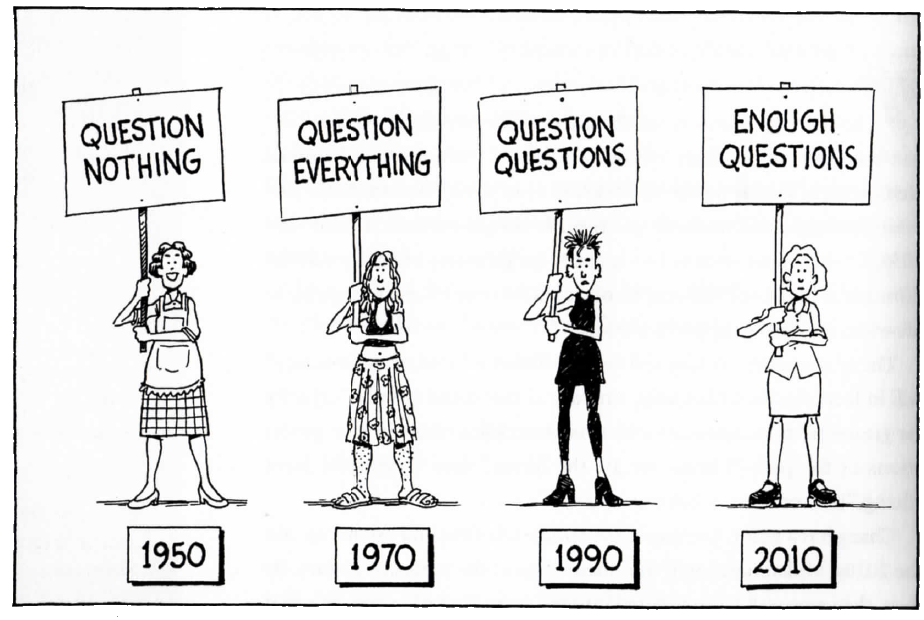 QUESTION
NOTHING
QUESTION
EVERYTHING
QUESTION
QUESTIONS
ENOUGH
QUESTIONS
1950
1970
1990
2010